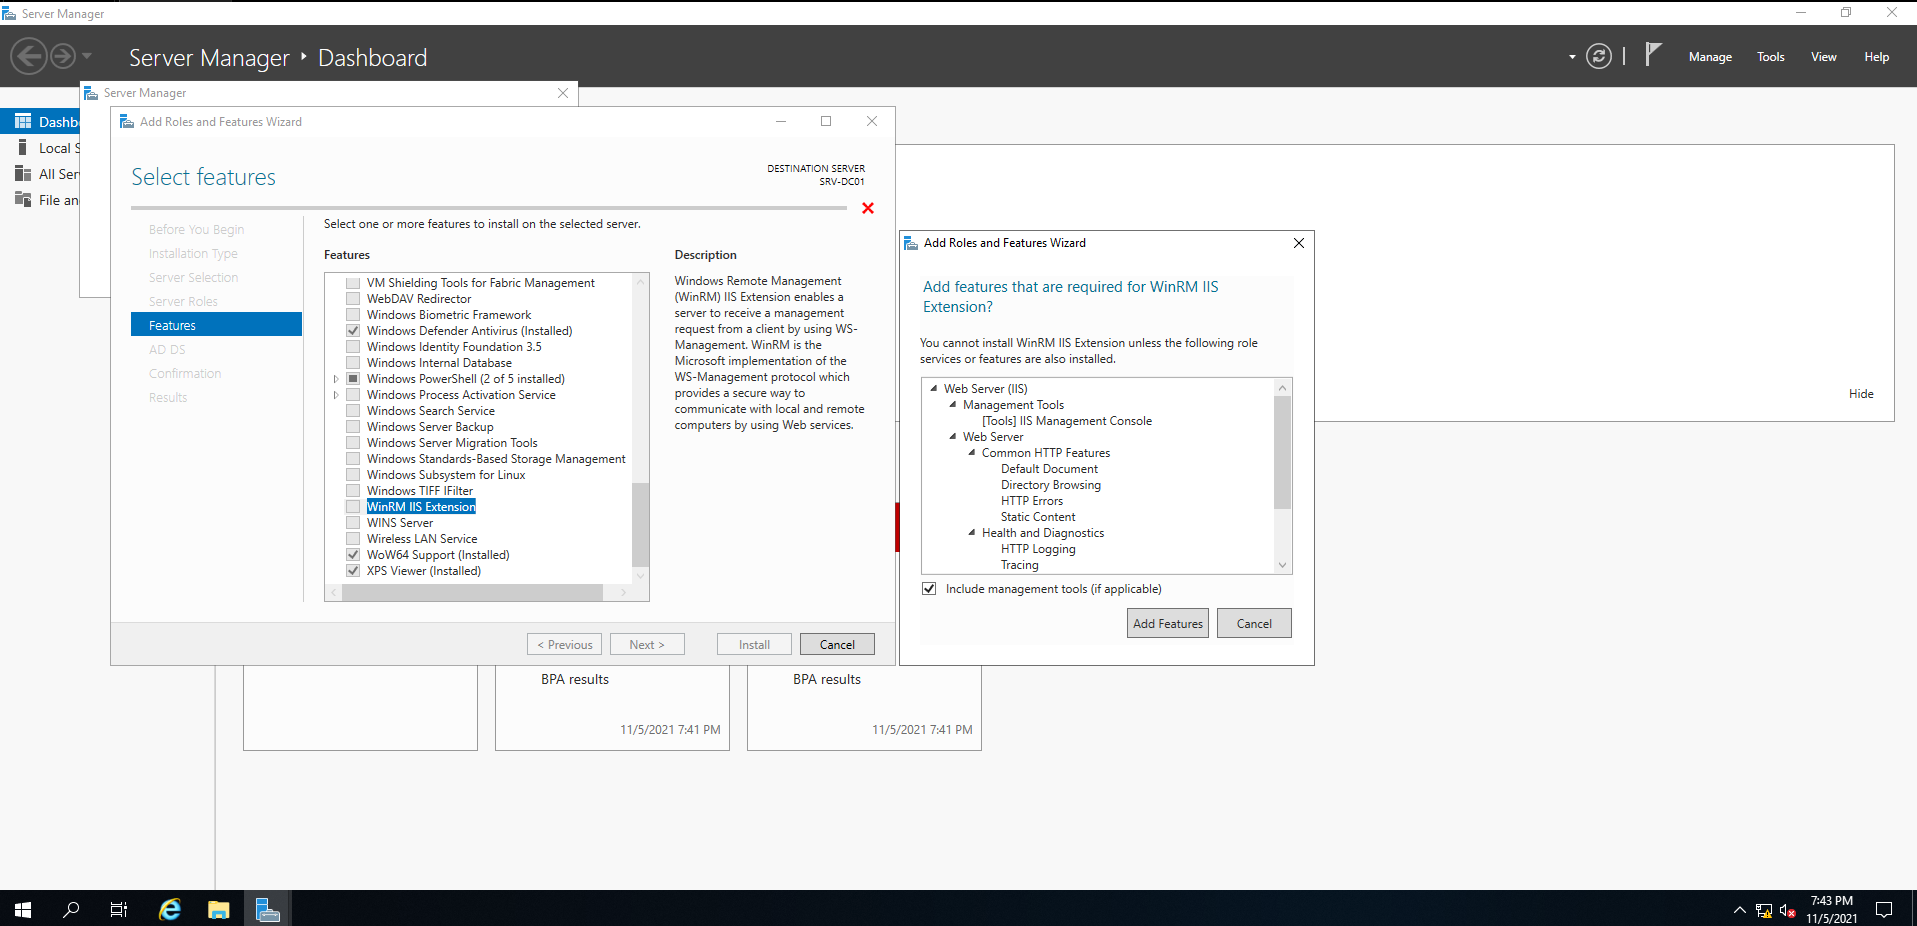 Server Manager
Server Manager ‣ Dashboard
Manage
Tools
View
Help
Server Manager
Dashb
Local S
All Ser
File an
Add Roles and Features Wizard
Select features
DESTINATION SERVER
SRV-DC01
Before You Begin
Installation Type
Server Selection
Server Roles
Features
AD DS
Confirmation
Results
Select one or more features to install on the selected server.
Features
VM Shielding Tools for Fabric Management
WebDAV Redirector
Windows Biometric Framework
Windows Defender Antivirus (Installed)
Windows Identity Foundation 3.5
Windows Internal Database
Windows PowerShell (2 of 5 installed)
Windows Process Activation Service
Windows Search Service
Windows Server Backup
Windows Server Migration Tools
Windows Standards-Based Storage Management
Windows Subsystem for Linux
Windows TIFF IFilter
WinRM IIS Extension
WINS Server
Wireless LAN Service
WoW64 Support (Installed)
XPS Viewer (Installed)
Description
Windows Remote Management
(WinRM) IIS Extension enables a
server to receive a management
request from a client by using WS-
Management. WinRM is the
Microsoft implementation of the
WS-Management protocol which
provides a secure way to
communicate with local and remote
computers by using Web services.
< Previous
Next >
Install
Cancel
Add Roles and Features Wizard
Add features that are required for WinRM IIS
Extension?
You cannot install WinRM IIS Extension unless the following role
services or features are also installed.
Web Server (IIS)
Management Tools
[Tools] IIS Management Console
Web Server
Common HTTP Features
Default Document
Directory Browsing
HTTP Errors
Static Content
Health and Diagnostics
HTTP Logging
Tracing
Include management tools (if applicable)
Add Features
Cancel
Hide
BPA results
11/5/2021 7:41 PM
BPA results
11/5/2021 7:41 PM
7:43 PM
11/5/2021